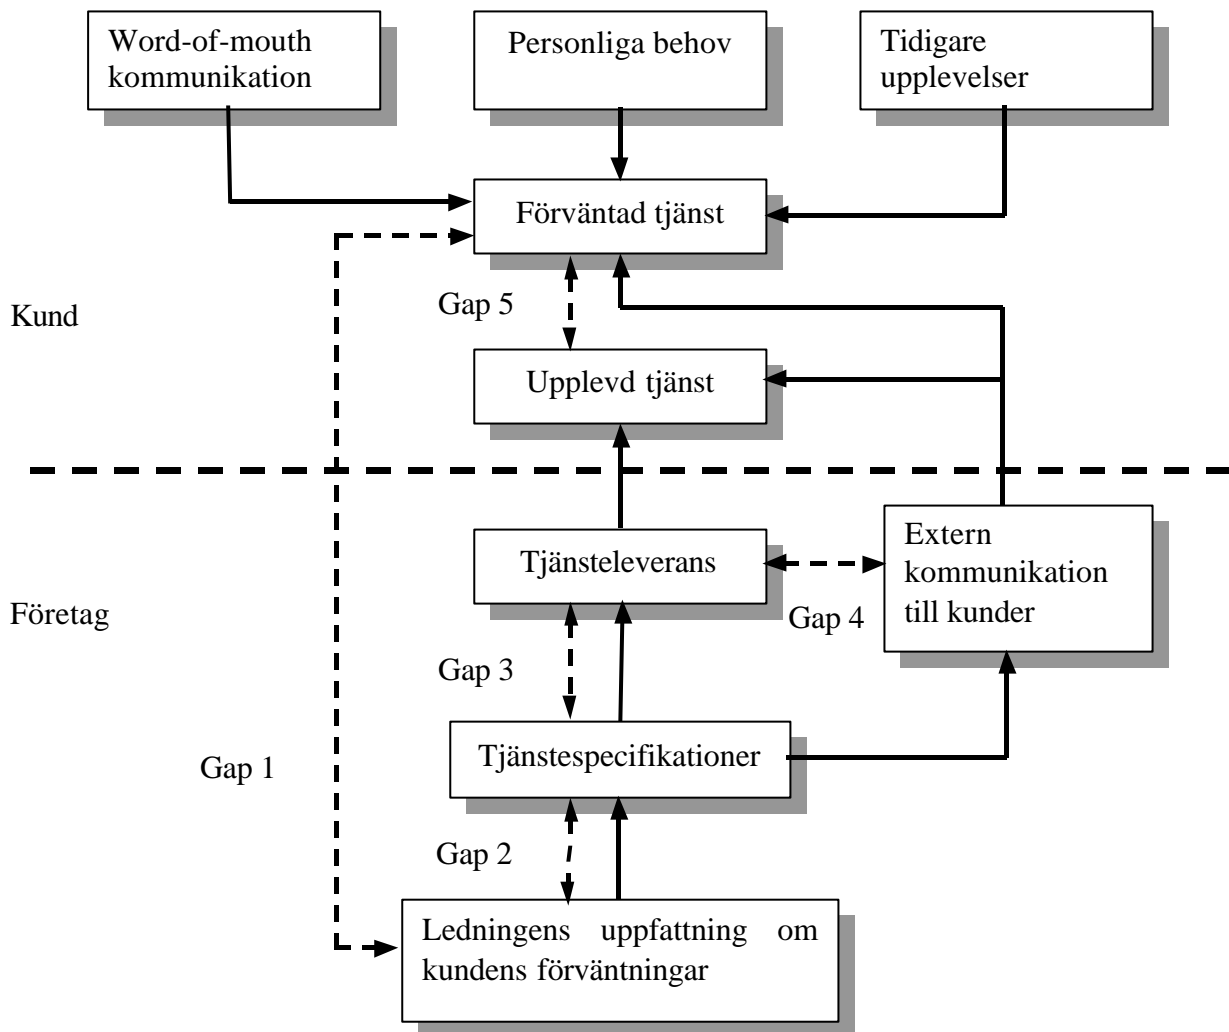 Word-of-mouth
kommunikation
Personliga behov
Tidigare
upplevelser
Förväntad tjänst
Gap 5
Kund
Upplevd tjänst
Tjänsteleverans
Extern
kommunikation
till kunder
Gap 4
Företag
Gap 3
Tjänstespecifikationer
Gap 1
Gap 2
Ledningens uppfattning om
kundens förväntningar